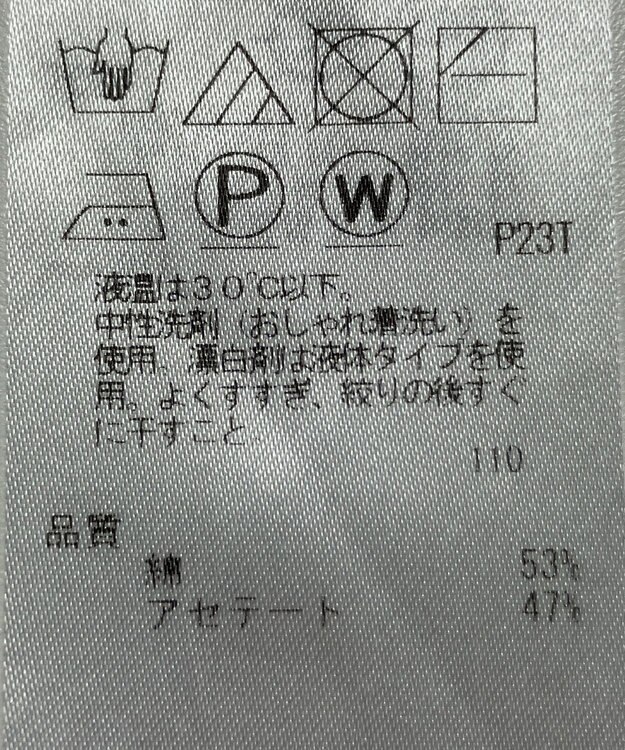 P
W
P23T
液温は30℃以下。
中性洗剤（おしゃれ着洗い）を
使用。漂白剤は液体タイプを使
用。よくすすぎ、絞りの後すぐ
に干すこと。
110
品質
綿 53%
アセテート 47%